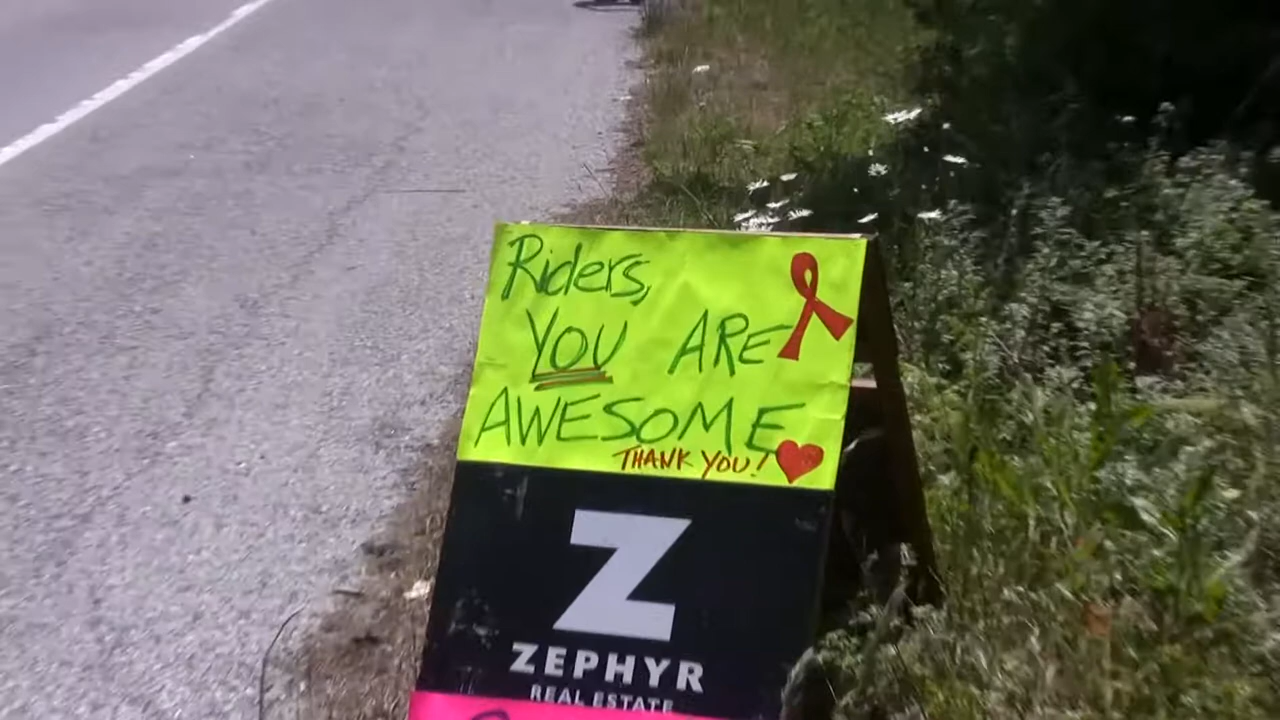 Riders,
YOU ARE
AWESOME
THANK YOU!
Z
ZEPHYR
REAL ESTATE